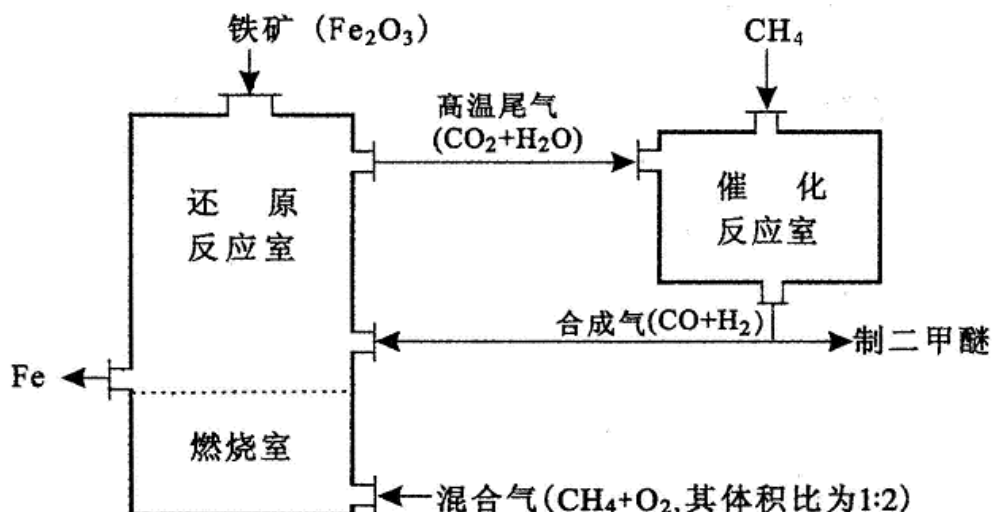 铁矿 (Fe₂O₃)
CH₄
高温尾气
(CO₂+H₂O)
还 原
反应室
催 化
反应室
合成气(CO+H₂)
制二甲醚
Fe
燃烧室
混合气(CH₄+O₂,其体积比为1:2)